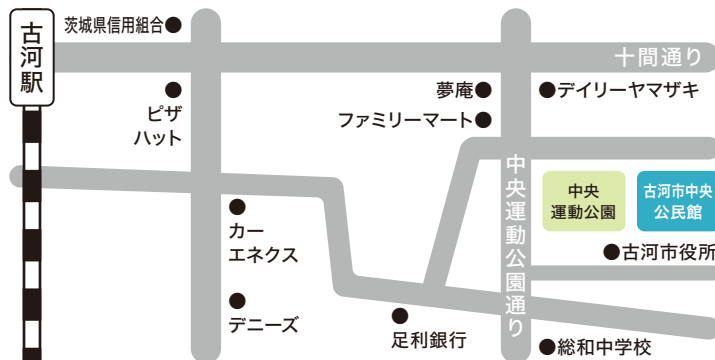 古河駅
茨城県信用組合●
十間通り
●
ピザ
ハット
夢庵●
●デイリーヤマザキ
ファミリーマート●
中央運動公園通り
中央
運動公園
古河市中央
公民館
●
カー
エネクス
●古河市役所
●
デニーズ
●
足利銀行
●総和中学校